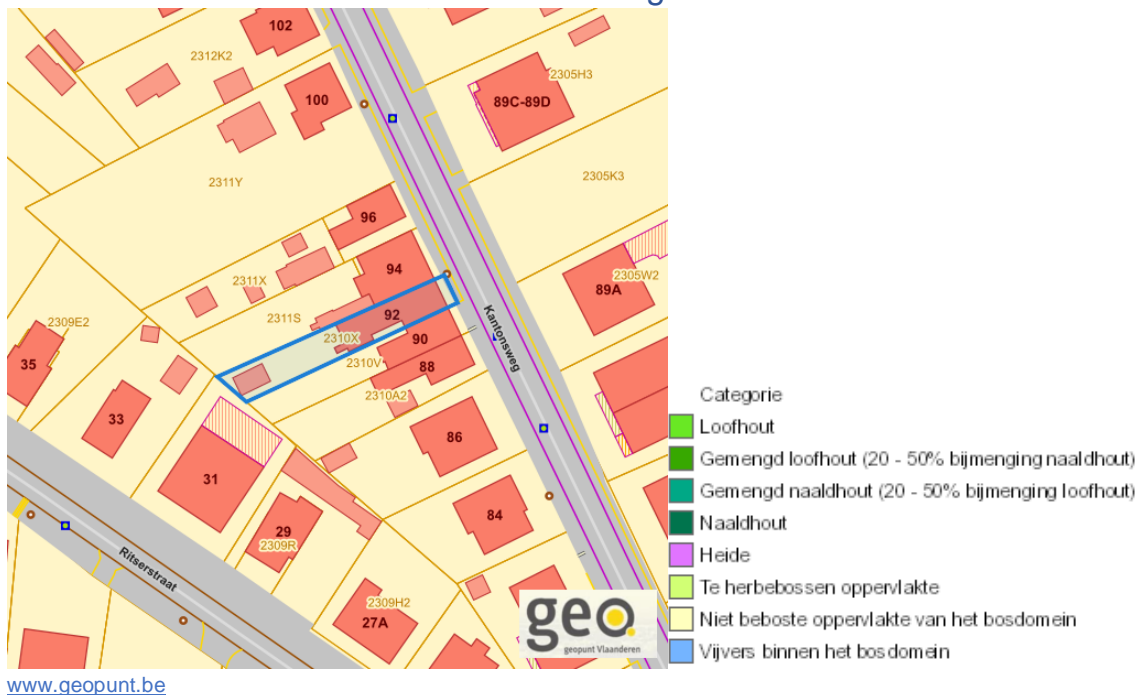 102
2312K2
2305H3
100
89C-89D
2311Y
2305K3
96
94
2305W2
89A
2311X
2311S
92
Kantonsweg
2309E2
2310X
90
35
2310V
88
2310A2
33
86
31
84
29
2309R
Ritserstraat
2309H2
27A
geo.
geopunt Vlaanderen
Categorie
Loofhout
Gemengd loofhout (20 - 50% bijmenging naaldhout)
Gemengd naaldhout (20 - 50% bijmenging loofhout)
Naaldhout
Heide
Te herbebossen oppervlakte
Niet beboste oppervlakte van het bosdomein
Vijvers binnen het bosdomein
www.geopunt.be